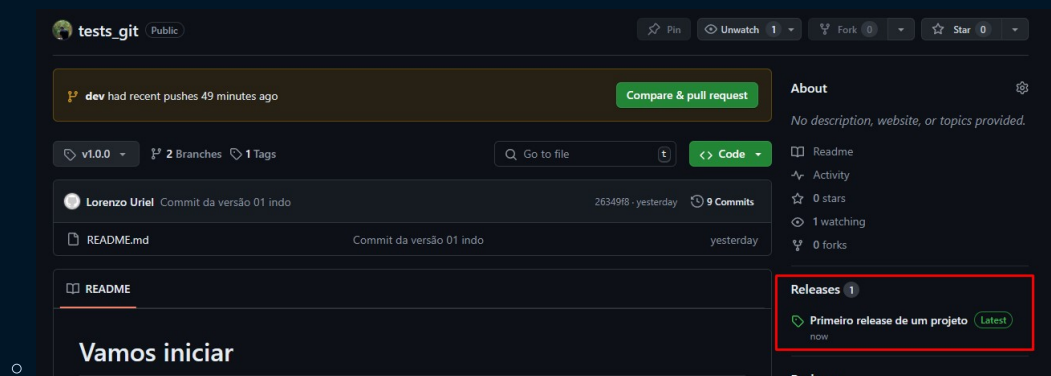 tests_git Public
Pin Unwatch 1 Fork 0 Star 0
dev had recent pushes 49 minutes ago Compare & pull request
v1.0.0 2 Branches 1 Tags Go to file t <> Code
Lorenzo Uriel Commit da versão 01 indo 26349f8 · yesterday 9 Commits
README.md Commit da versão 01 indo yesterday
README
Vamos iniciar
About
No description, website, or topics provided.
Readme
Activity
0 stars
1 watching
0 forks
Releases 1
Primeiro release de um projeto Latest
now